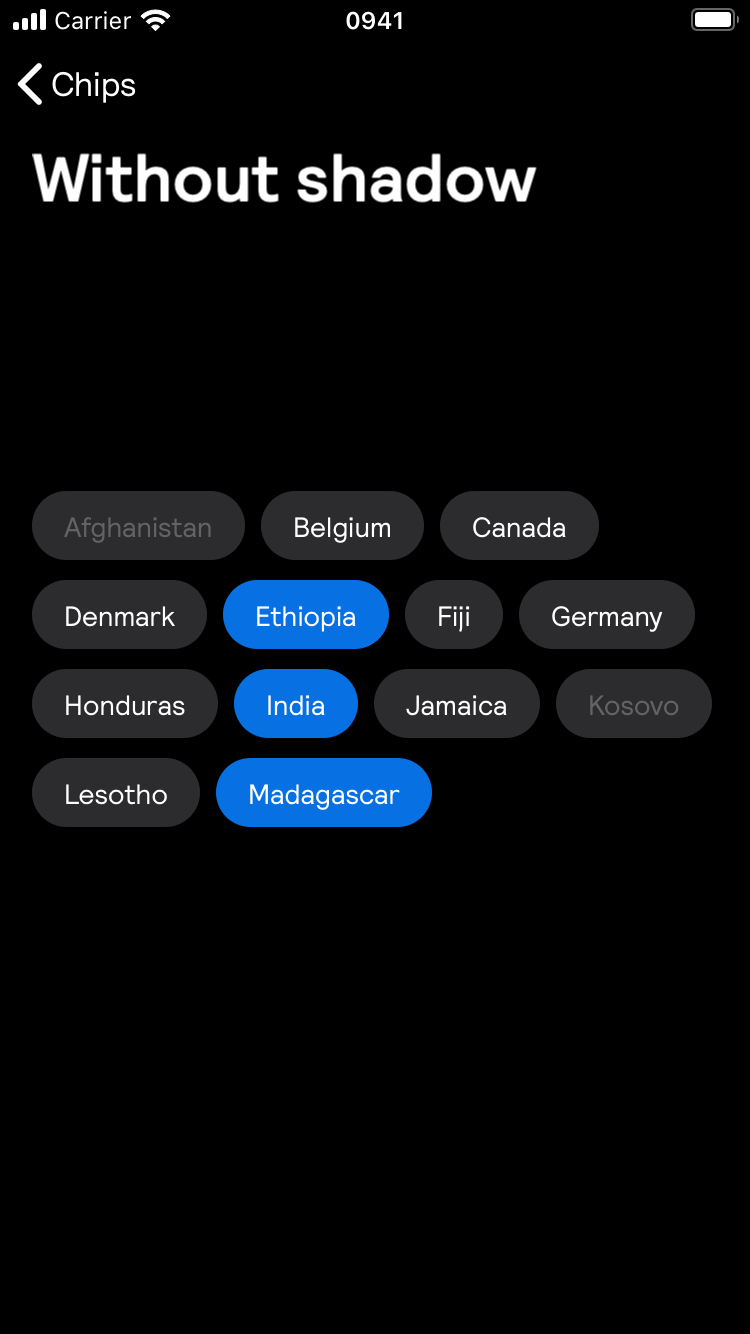 Carrier 0941
Chips
Without shadow
Afghanistan Belgium Canada
Denmark Ethiopia Fiji Germany
Honduras India Jamaica Kosovo
Lesotho Madagascar